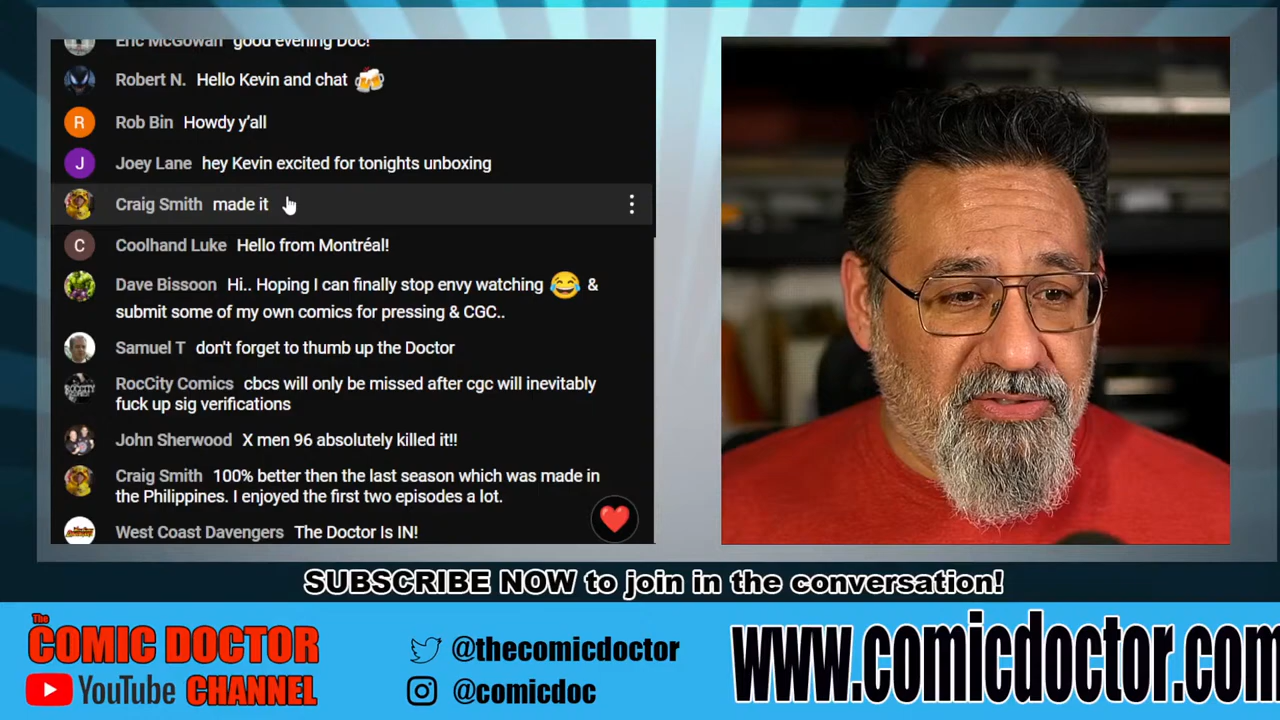 Eric McGowan good evening Doc!
Robert N. Hello Kevin and chat
R Rob Bin Howdy y'all
J Joey Lane hey Kevin excited for tonights unboxing
Craig Smith made it
C Coolhand Luke Hello from Montréal!
Dave Bissoon Hi.. Hoping I can finally stop envy watching &
submit some of my own comics for pressing & CGC..
Samuel T don't forget to thumb up the Doctor
RocCity Comics cbcs will only be missed after cgc will inevitably
fuck up sig verifications
John Sherwood X men 96 absolutely killed it!!
Craig Smith 100% better then the last season which was made in
the Philippines. I enjoyed the first two episodes a lot.
West Coast Davengers The Doctor Is IN!
SUBSCRIBE NOW to join in the conversation!
The
COMIC DOCTOR
YouTube CHANNEL
@thecomicdoctor
@comicdoc
www.comicdoctor.com